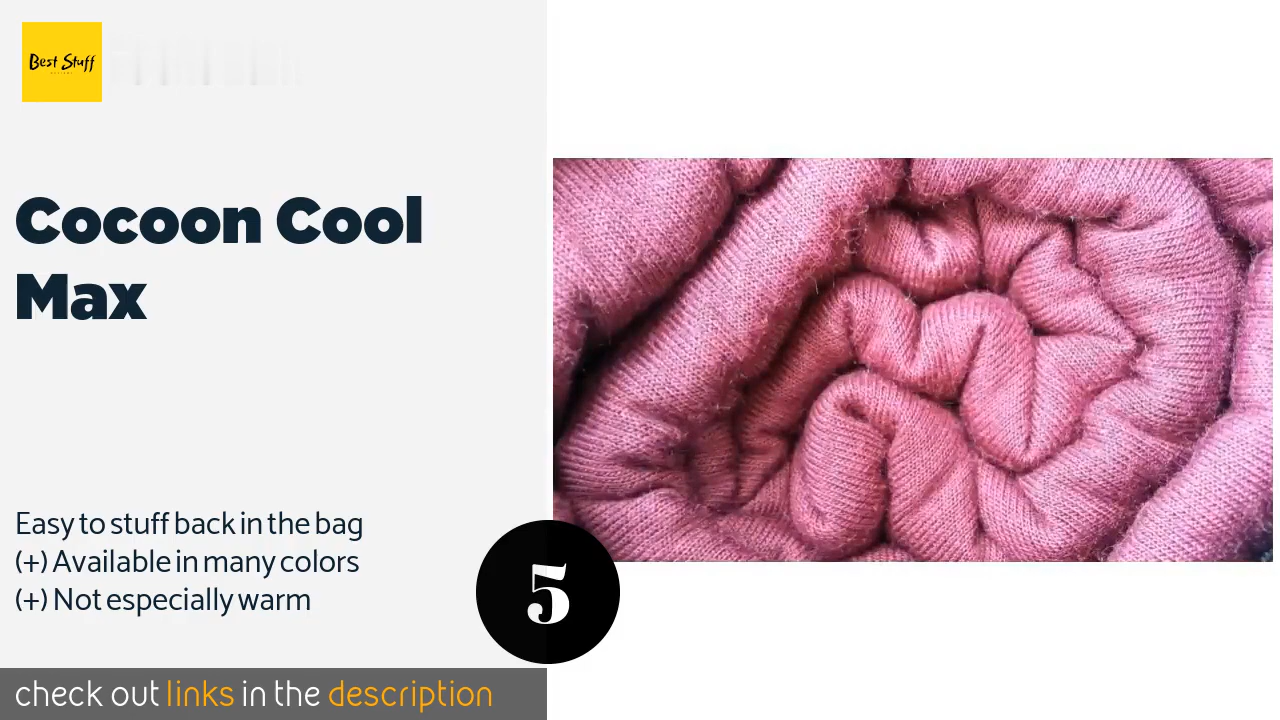 Best Stuff
Cocoon Cool
Max
Easy to stuff back in the bag
(+) Available in many colors
(+) Not especially warm
5
check out links in the description